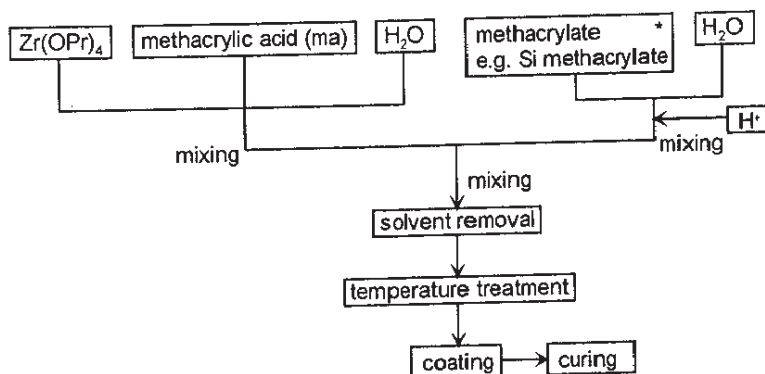 Zr(OPr)₄
methacrylic acid (ma)
H₂O
methacrylate *
e.g. Si methacrylate
H₂O
H⁺
mixing
mixing
mixing
solvent removal
temperature treatment
coating
curing